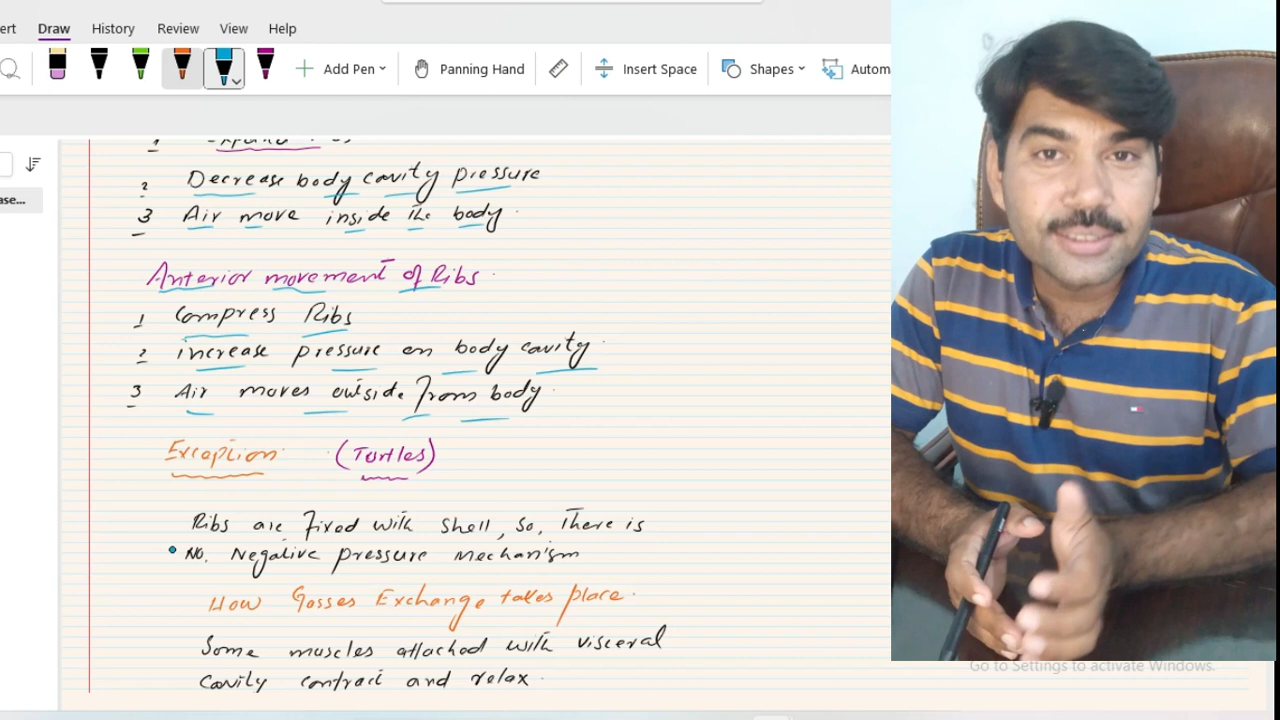 ert Draw History Review View Help
Add Pen Panning Hand Insert Space Shapes Autom
1
2 Decrease body cavity pressure
3 Air move inside the body
ase...
Anterior movement of Ribs
1 Compress Ribs
2 increase pressure on body cavity
3 Air moves outside from body
Exception (Turtles)
Ribs are fixed with shell, so, There is
No. Negative pressure mechanism
How Gasses Exchange takes place.
Some muscles attached with visceral
Cavity contract and relax
Go to Settings to activate Windows.